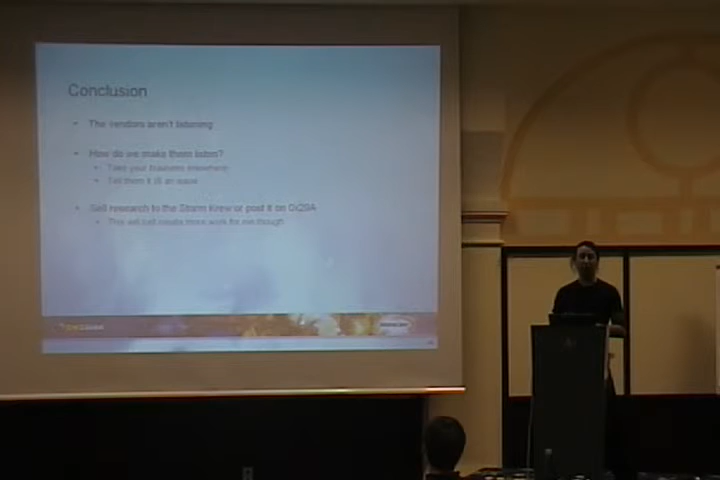 Conclusion
• The vendors aren't listening
• How do we make them listen?
• Take your business elsewhere
• Tell them it is an issue
• Sell research to the Storm Krew or post it on 0x29A
• This will just create more work for me though